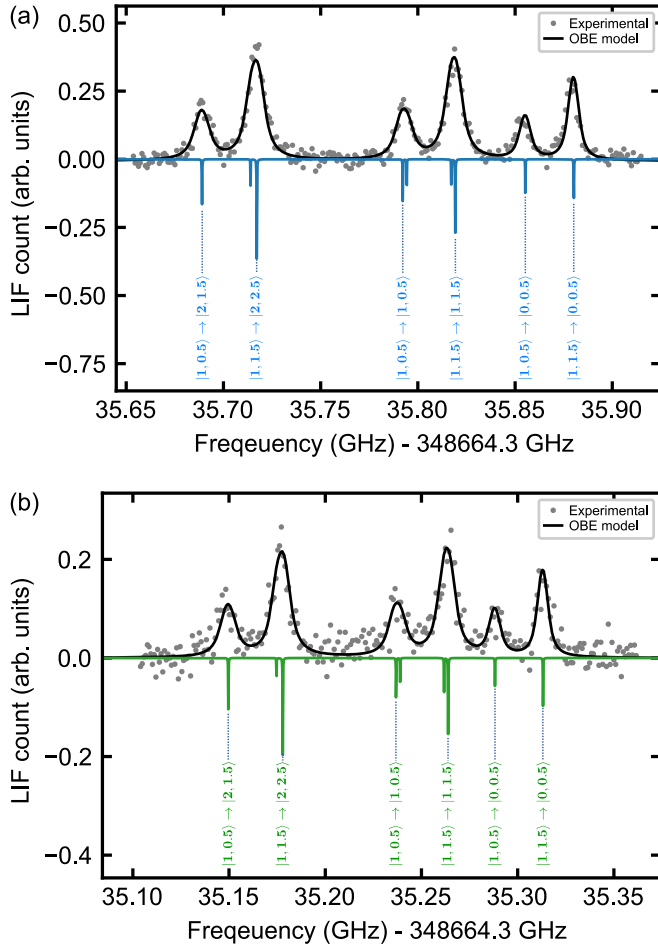 (a)
Experimental
OBE model
0.50
0.25
0.00
−0.25
−0.50
−0.75
LIF count (arb. units)
|1, 0.5⟩ → |2, 1.5⟩
|1, 1.5⟩ → |2, 2.5⟩
|1, 0.5⟩ → |1, 0.5⟩
|1, 1.5⟩ → |1, 1.5⟩
|1, 0.5⟩ → |0, 0.5⟩
|1, 1.5⟩ → |0, 0.5⟩
35.65 35.70 35.75 35.80 35.85 35.90
Freqeuency (GHz) - 348664.3 GHz
(b)
Experimental
OBE model
0.2
0.0
−0.2
−0.4
LIF count (arb. units)
|1, 0.5⟩ → |2, 1.5⟩
|1, 1.5⟩ → |2, 2.5⟩
|1, 0.5⟩ → |1, 0.5⟩
|1, 1.5⟩ → |1, 1.5⟩
|1, 0.5⟩ → |0, 0.5⟩
|1, 1.5⟩ → |0, 0.5⟩
35.10 35.15 35.20 35.25 35.30 35.35
Freqeuency (GHz) - 348664.3 GHz